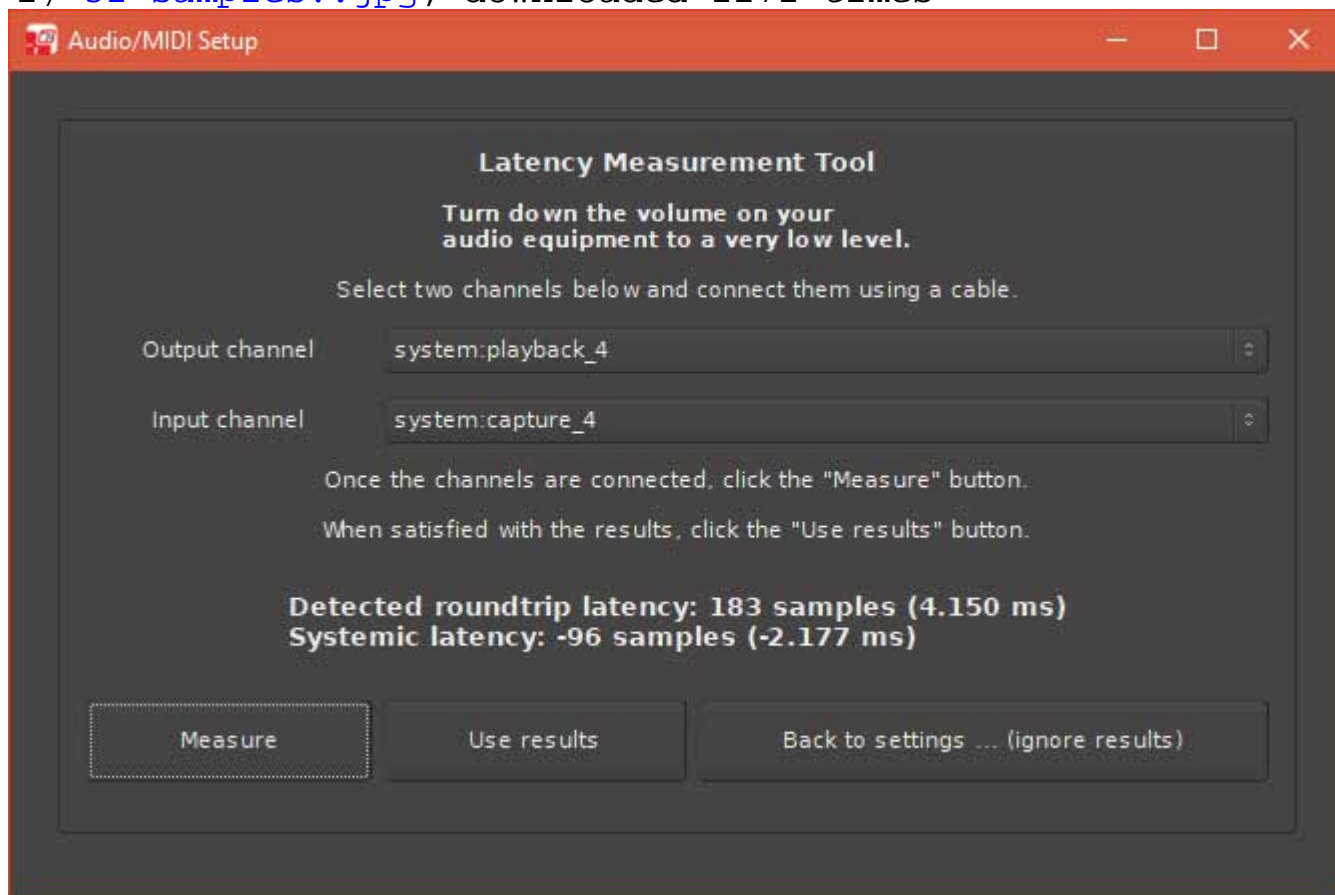 Audio/MIDI Setup
Latency Measurement Tool
Turn down the volume on your
audio equipment to a very low level.
Select two channels below and connect them using a cable.
Output channel system:playback_4
Input channel system:capture_4
Once the channels are connected, click the "Measure" button.
When satisfied with the results, click the "Use results" button.
Detected roundtrip latency: 183 samples (4.150 ms)
Systemic latency: -96 samples (-2.177 ms)
Measure Use results Back to settings ... (ignore results)